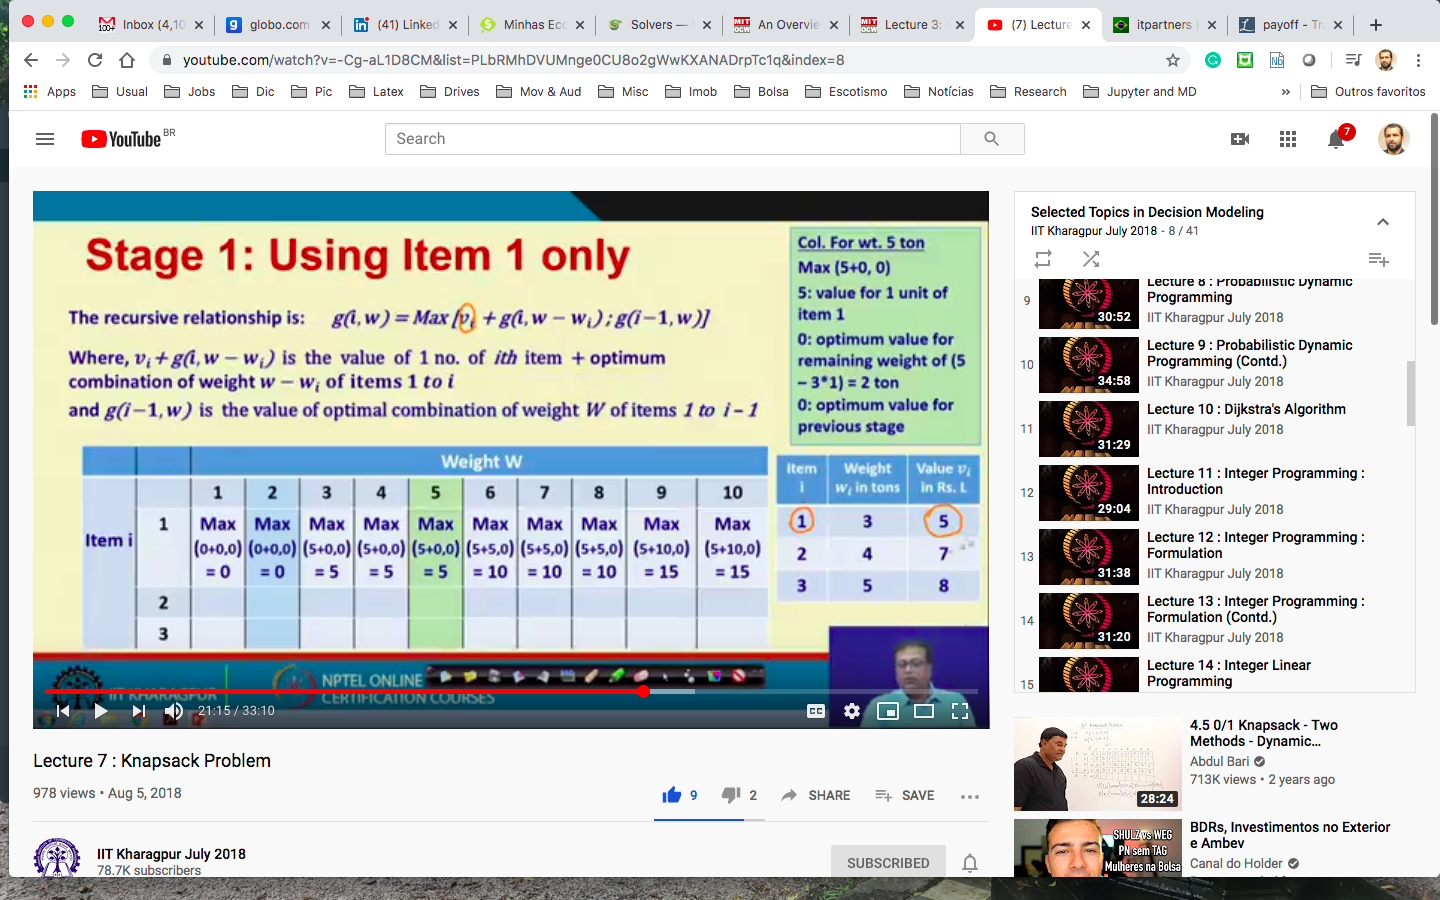 Inbox (4,10
globo.com
(41) Linked
Minhas Eco
Solvers —
An Overvie
Lecture 3:
(7) Lecture
itpartners
payoff - Tra
100+
youtube.com/watch?v=-Cg-aL1D8CM&list=PLbRMhDVUMnge0CU8o2gWwKXANADrpTc1q&index=8
Apps Usual Jobs Dic Pic Latex Drives Mov & Aud Misc Imob Bolsa Escotismo Notícias Research Jupyter and MD » Outros favoritos
YouTube BR
Search
7
Stage 1: Using Item 1 only
The recursive relationship is: g(i,w) = Max [vᵢ + g(i, w − wᵢ) ; g(i−1, w)]
Where, vᵢ + g(i, w − wᵢ) is the value of 1 no. of ith item + optimum
combination of weight w − wᵢ of items 1 to i
and g(i−1, w) is the value of optimal combination of weight W of items 1 to i − 1
Col. For wt. 5 ton
Max (5+0, 0)
5: value for 1 unit of
item 1
0: optimum value for
remaining weight of (5
– 3*1) = 2 ton
0: optimum value for
previous stage
Weight W
1 2 3 4 5 6 7 8 9 10
Item i
1 Max Max Max Max Max Max Max Max Max Max
(0+0,0) (0+0,0) (5+0,0) (5+0,0) (5+0,0) (5+5,0) (5+5,0) (5+5,0) (5+10,0) (5+10,0)
= 0 = 0 = 5 = 5 = 5 = 10 = 10 = 10 = 15 = 15
2
3
Item Weight Value vᵢ
i wᵢ in tons in Rs. L
1 3 5
2 4 7
3 5 8
IIT KHARAGPUR
NPTEL ONLINE
CERTIFICATION COURSES
21:15 / 33:10
CC
Lecture 7 : Knapsack Problem
978 views • Aug 5, 2018
9 2 SHARE SAVE
IIT Kharagpur July 2018
78.7K subscribers
SUBSCRIBED
Selected Topics in Decision Modeling
IIT Kharagpur July 2018 - 8 / 41
9
Lecture 8 : Probabilistic Dynamic
Programming
IIT Kharagpur July 2018
30:52
10
Lecture 9 : Probabilistic Dynamic
Programming (Contd.)
IIT Kharagpur July 2018
34:58
11
Lecture 10 : Dijkstra's Algorithm
IIT Kharagpur July 2018
31:29
12
Lecture 11 : Integer Programming :
Introduction
IIT Kharagpur July 2018
29:04
13
Lecture 12 : Integer Programming :
Formulation
IIT Kharagpur July 2018
31:38
14
Lecture 13 : Integer Programming :
Formulation (Contd.)
IIT Kharagpur July 2018
31:20
15
Lecture 14 : Integer Linear
Programming
4.5 0/1 Knapsack - Two
Methods - Dynamic...
Abdul Bari
713K views • 2 years ago
28:24
BDRs, Investimentos no Exterior
e Ambev
Canal do Holder
SHULZ vs WEG
PN sem TAG
Mulheres na Bolsa